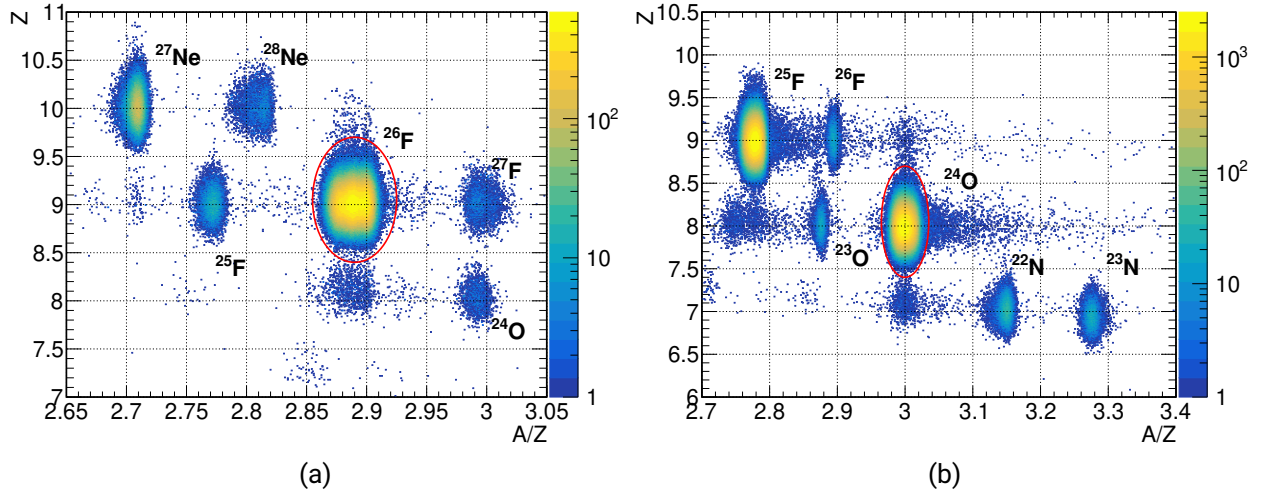 Z
11
10.5
10
9.5
9
8.5
8
7.5
7
2.65 2.7 2.75 2.8 2.85 2.9 2.95 3 3.05
A/Z
27Ne
28Ne
26F
27F
25F
24O
10²
10
1
(a)
Z
10.5
10
9.5
9
8.5
8
7.5
7
6.5
6
2.7 2.8 2.9 3 3.1 3.2 3.3 3.4
A/Z
25F 26F
24O
23O
22N 23N
10³
10²
10
1
(b)